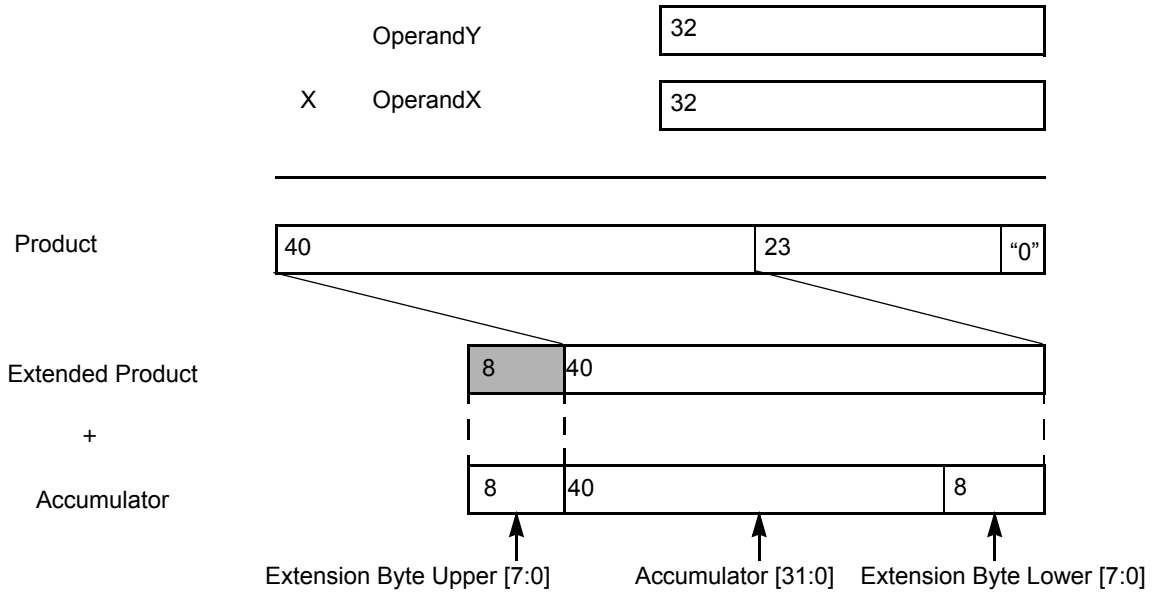 OperandY 32
X OperandX 32
Product 40 23 “0”
Extended Product 8 40
+
Accumulator 8 40 8
Extension Byte Upper [7:0] Accumulator [31:0] Extension Byte Lower [7:0]